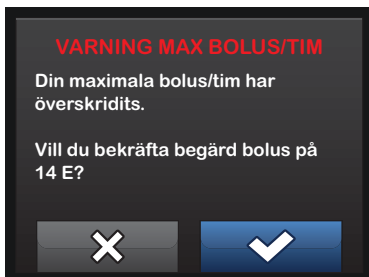 VARNING MAX BOLUS/TIM
Din maximala bolus/tim har
överskridits.
Vill du bekräfta begärd bolus på
14 E?